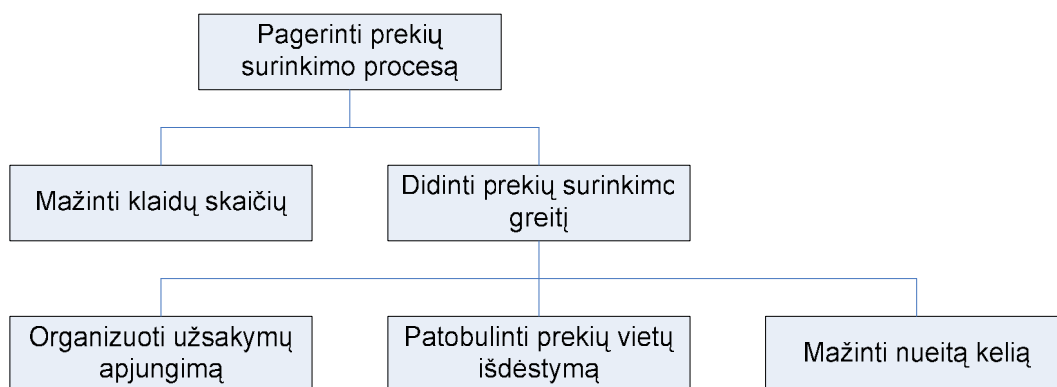 Pagerinti prekių
surinkimo procesą
Mažinti klaidų skaičių
Didinti prekių surinkimo
greitį
Organizuoti užsakymų
apjungimą
Patobulinti prekių vietų
išdėstymą
Mažinti nueitą kelią